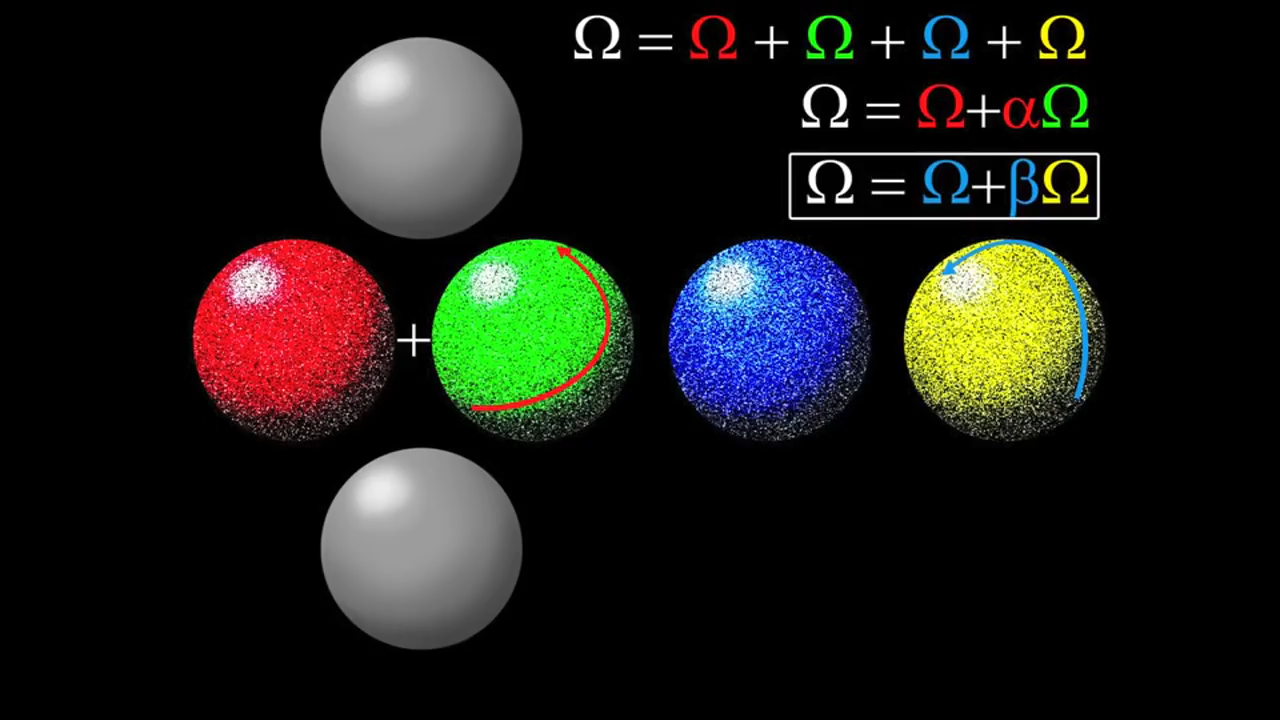 Ω = Ω + Ω + Ω + Ω
Ω = Ω+αΩ
Ω = Ω+βΩ
+